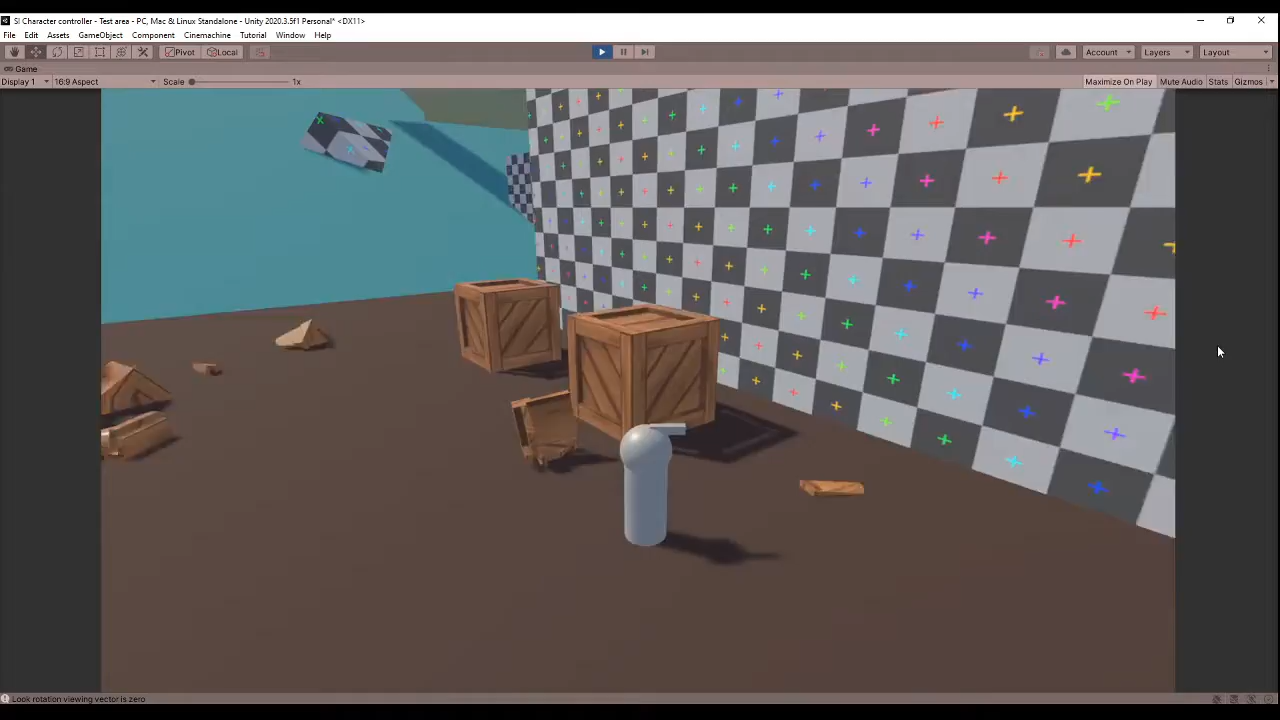 SI Character controller - Test area - PC, Mac & Linux Standalone - Unity 2020.3.5f1 Personal* <DX11>
File Edit Assets GameObject Component Cinemachine Tutorial Window Help
Pivot Local Account Layers Layout
Game
Display 1 16:9 Aspect Scale 1x Maximize On Play Mute Audio Stats Gizmos
Look rotation viewing vector is zero